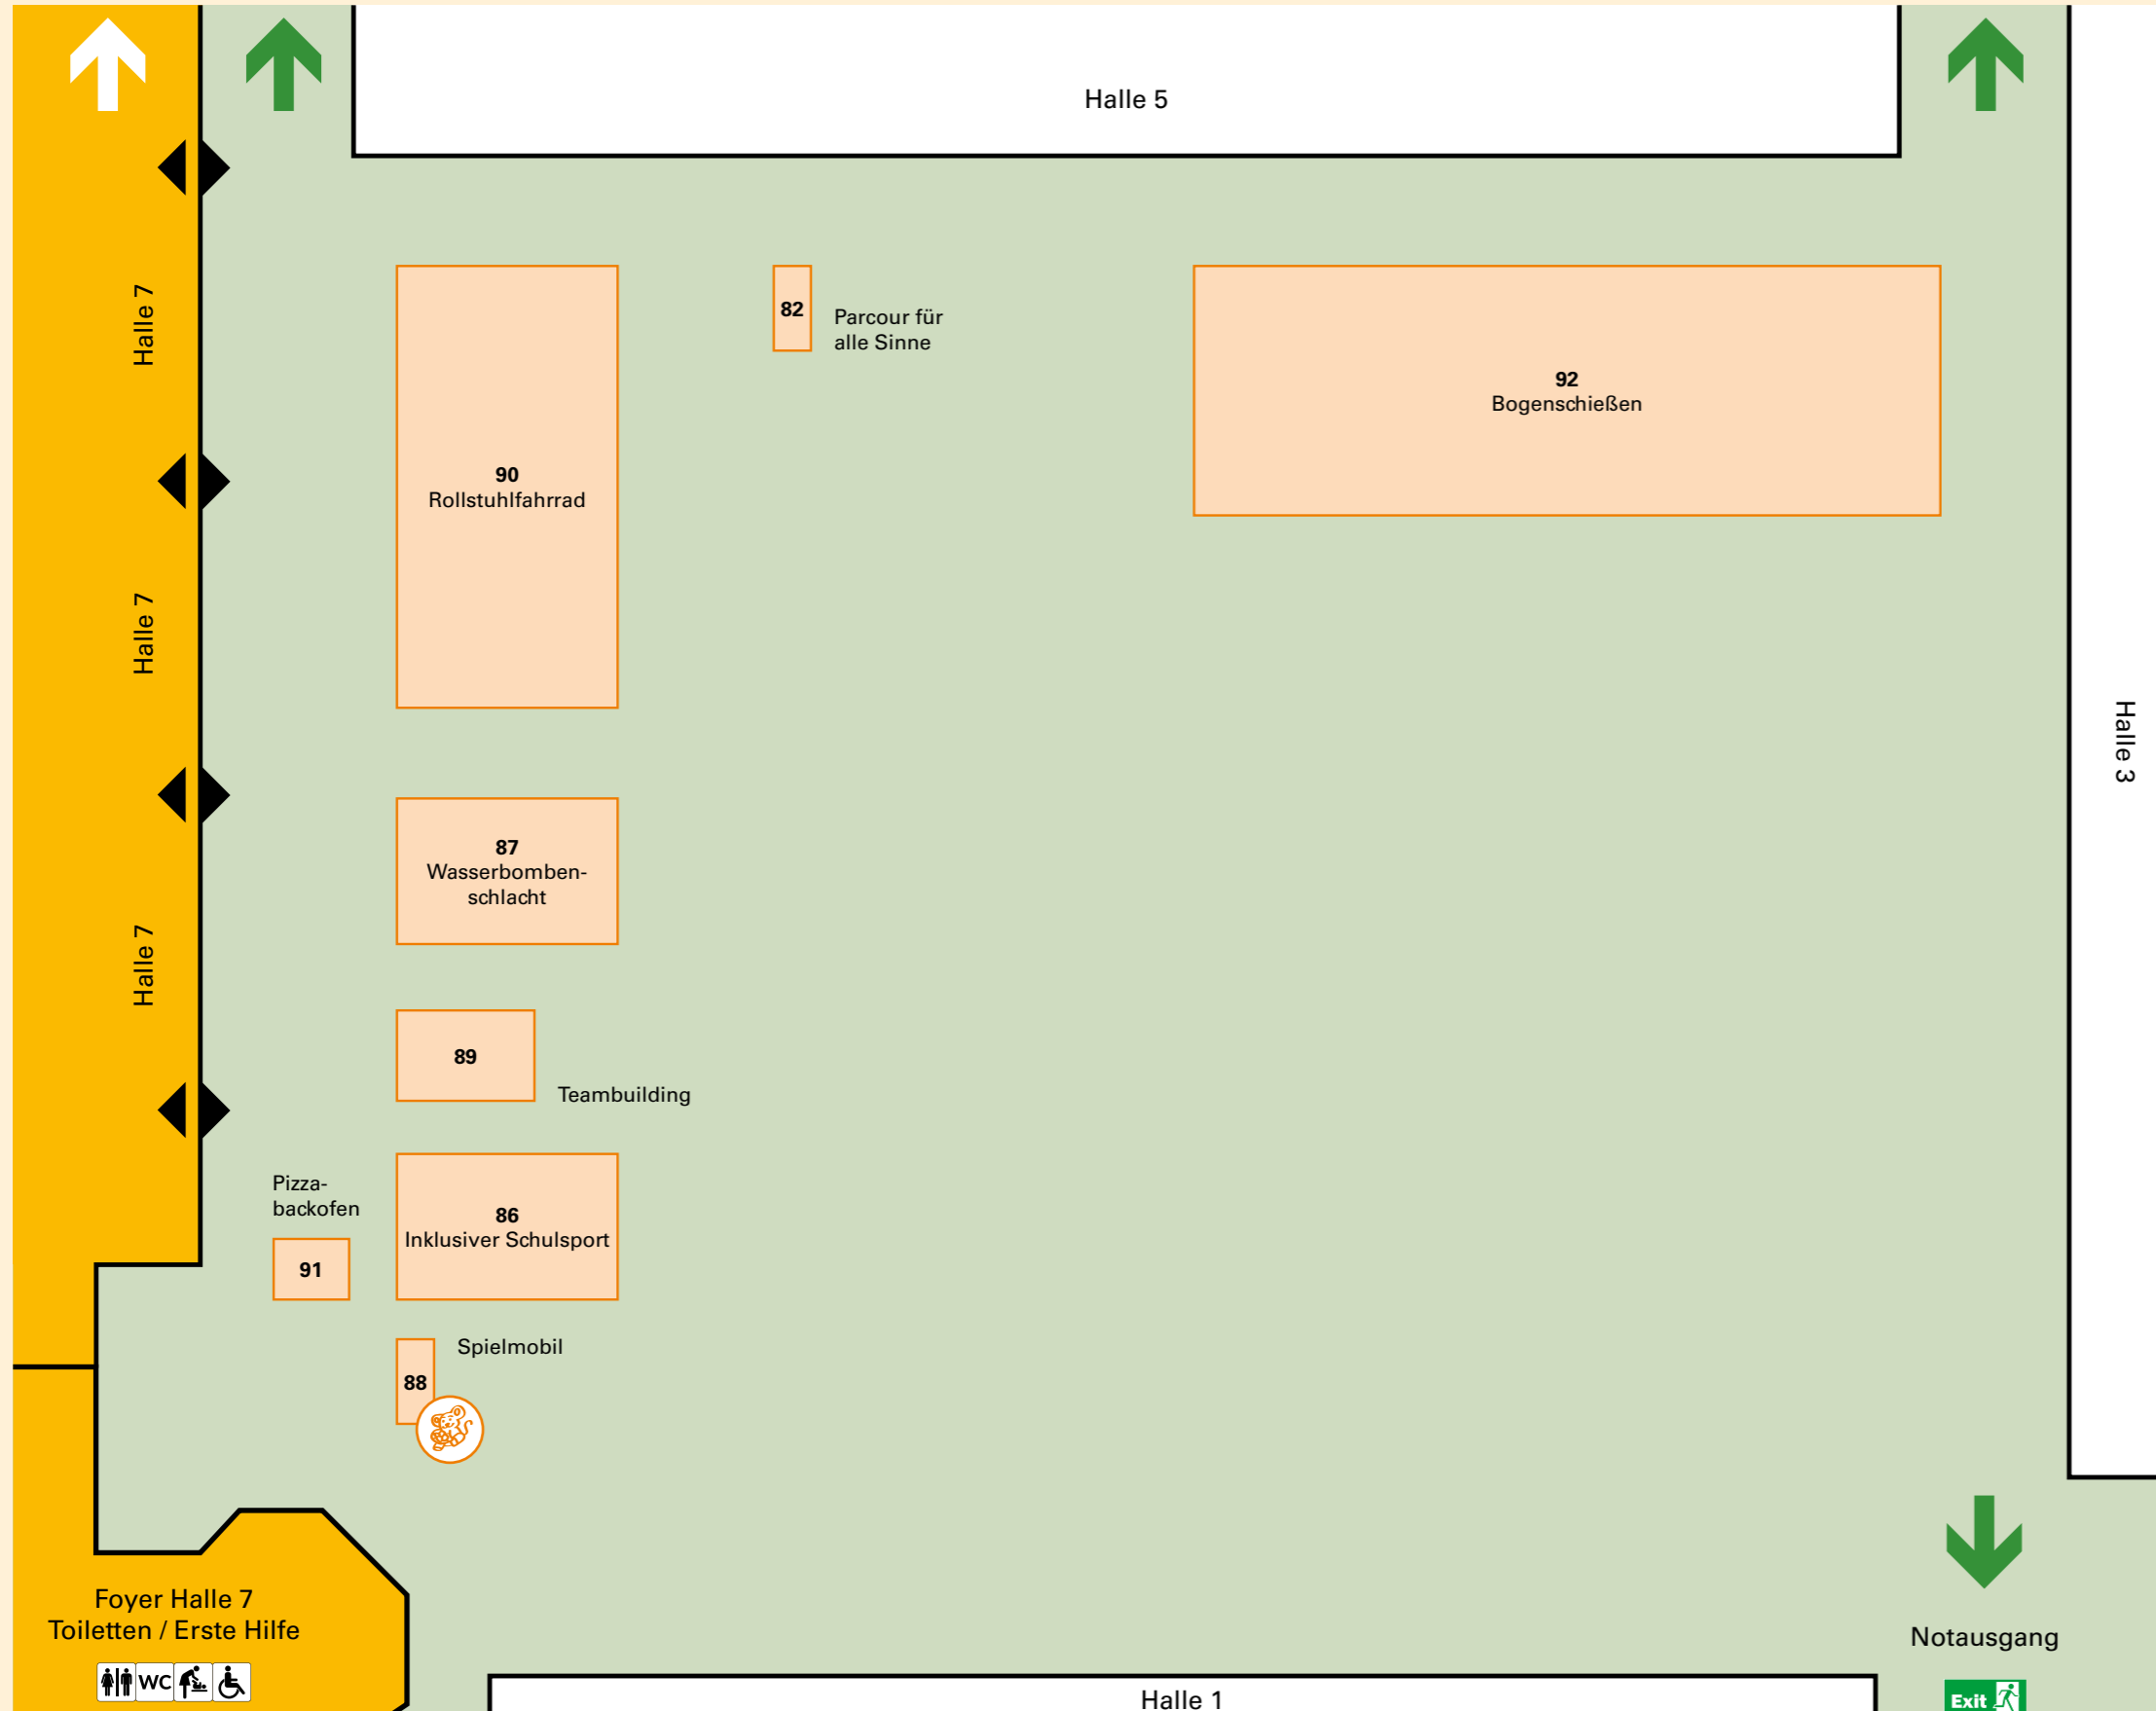 Halle 5
Halle 7
82
Parcour für
alle Sinne
92
Bogenschießen
90
Rollstuhlfahrrad
Halle 7
Halle 3
87
Wasserbomben-
schlacht
Halle 7
89
Teambuilding
Pizza-
backofen
91
86
Inklusiver Schulsport
Spielmobil
88
Foyer Halle 7
Toiletten / Erste Hilfe
WC
Notausgang
Exit
Halle 1